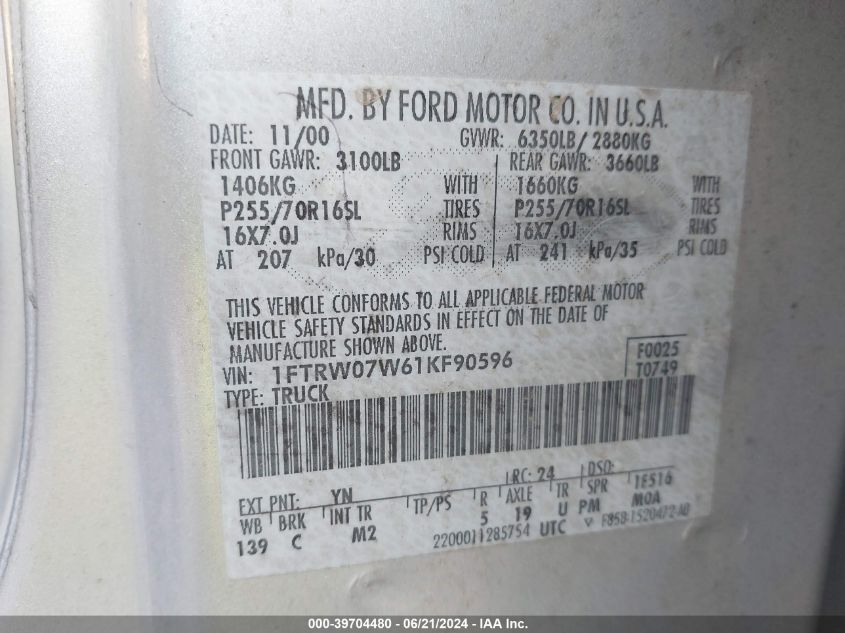 MFD. BY FORD MOTOR CO. IN U.S.A.
DATE: 11/00 GVWR: 6350LB/ 2880KG
FRONT GAWR: 3100LB REAR GAWR: 3660LB
1406KG WITH 1660KG WITH
P255/70R16SL TIRES P255/70R16SL TIRES
16X7.0J RIMS 16X7.0J RIMS
AT 207 kPa/30 PSI COLD AT 241 kPa/35 PSI COLD
THIS VEHICLE CONFORMS TO ALL APPLICABLE FEDERAL MOTOR
VEHICLE SAFETY STANDARDS IN EFFECT ON THE DATE OF
MANUFACTURE SHOWN ABOVE.
VIN: 1FTRW07W61KF90596 F0025
TYPE: TRUCK T0749
EXT PNT: YN RC: 24 DSO:
WB BRK INT TR TP/PS R AXLE TR SPR 1E516
139 C M2 5 19 U PM MOA
2200011285754 UTC
000-39704480 - 06/21/2024 - IAA Inc.